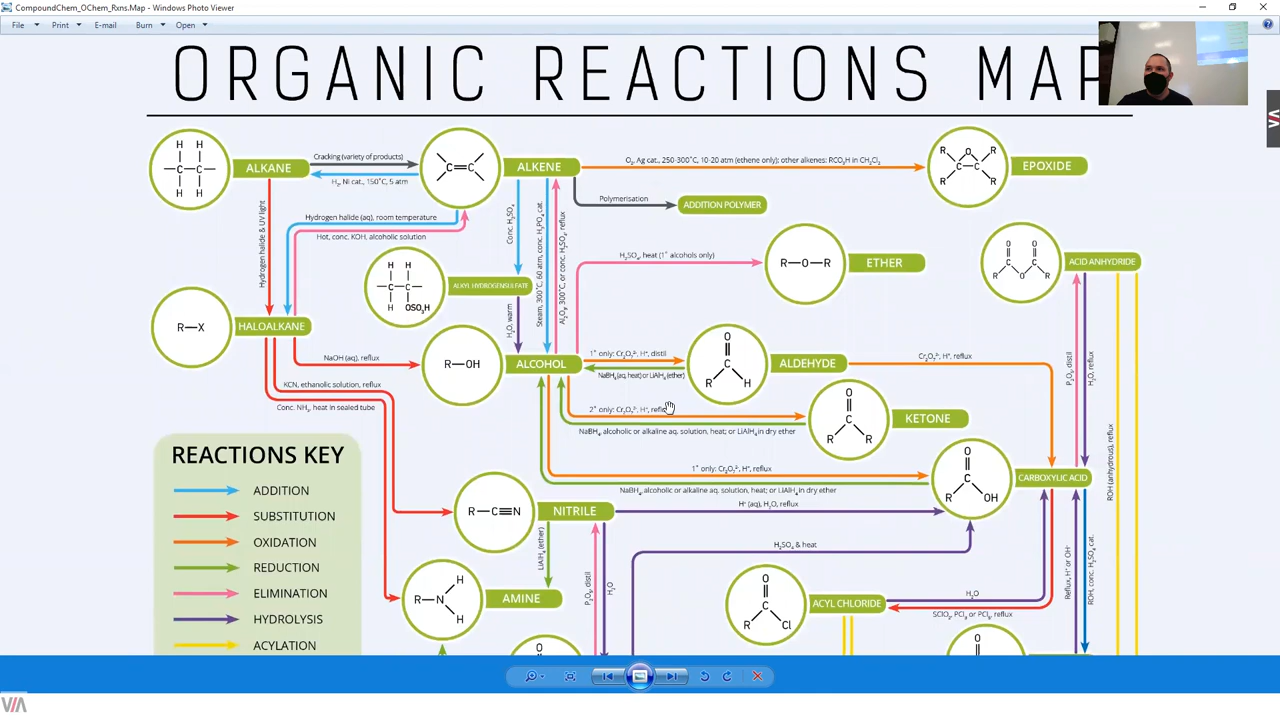 CompoundChem_OChem_Rxns.Map - Windows Photo Viewer
File Print E-mail Burn Open
ORGANIC REACTIONS MAP
ALKANE
Cracking (variety of products)
H₂, Ni cat., 150˚C, 5 atm
ALKENE
O₂, Ag cat., 250-300˚C, 10-20 atm (ethene only); other alkenes: RCO₃H in CH₂Cl₂
EPOXIDE
Polymerisation
ADDITION POLYMER
Hydrogen halide & UV light
Hydrogen halide (aq), room temperature
Hot, conc. KOH, alcoholic solution
Conc. H₂SO₄
Steam, 300˚C, 60 atm, conc. H₃PO₄ cat.
Al₂O₃, 300˚C, or conc. H₂SO₄, reflux
H₂SO₄, heat (1° alcohols only)
R—O—R
ETHER
ACID ANHYDRIDE
OSO₃H
ALKYL HYDROGENSULFATE
H₂O, warm
R—X
HALOALKANE
NaOH (aq), reflux
KCN, ethanolic solution, reflux
Conc. NH₃, heat in sealed tube
R—OH
ALCOHOL
1° only: Cr₂O₇²⁻, H⁺, distil
NaBH₄ (aq, heat) or LiAlH₄ (ether)
ALDEHYDE
Cr₂O₇²⁻, H⁺, reflux
P₂O₅, distil
H₂O, reflux
ROH (anhydrous), reflux
2° only: Cr₂O₇²⁻, H⁺,
NaBH₄, alcoholic or alkaline aq. solution, heat; or LiAlH₄ in dry ether
KETONE
1° only: Cr₂O₇²⁻, H⁺, reflux
NaBH₄, alcoholic or alkaline aq. solution, heat; or LiAlH₄ in dry ether
CARBOXYLIC ACID
R—C≡N
NITRILE
H⁺ (aq), H₂O, reflux
LiAlH₄ (ether)
H₂SO₄ & heat
AMINE
P₂O₅, distil
H₂O
ACYL CHLORIDE
H₂O
SClO₂, PCl₃ or PCl₅, reflux
Reflux, H⁺ or OH⁻
ROH, conc. H₂SO₄ cat.
REACTIONS KEY
ADDITION
SUBSTITUTION
OXIDATION
REDUCTION
ELIMINATION
HYDROLYSIS
ACYLATION
VIA